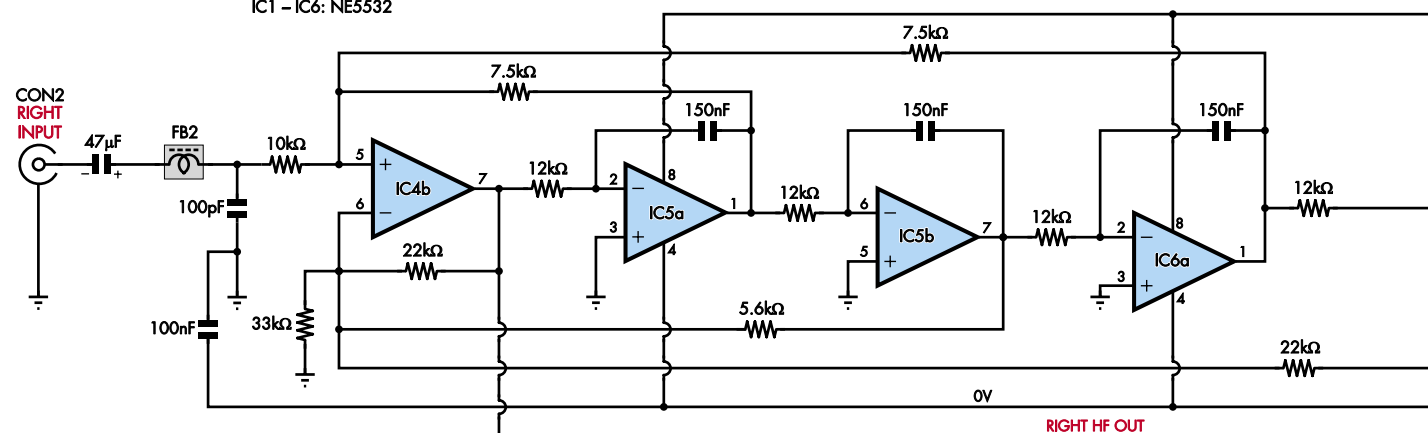 IC1 – IC6: NE5532
7.5kΩ
7.5kΩ
CON2
RIGHT
INPUT
47µF
FB2
10kΩ
150nF
150nF
150nF
– +
5
+
IC4b
7
6
–
12kΩ
2
–
8
IC5a
1
3
+
4
12kΩ
6
–
IC5b
7
5
+
12kΩ
2
–
8
IC6a
1
3
+
4
12kΩ
100pF
22kΩ
100nF
33kΩ
5.6kΩ
22kΩ
0V
RIGHT HF OUT